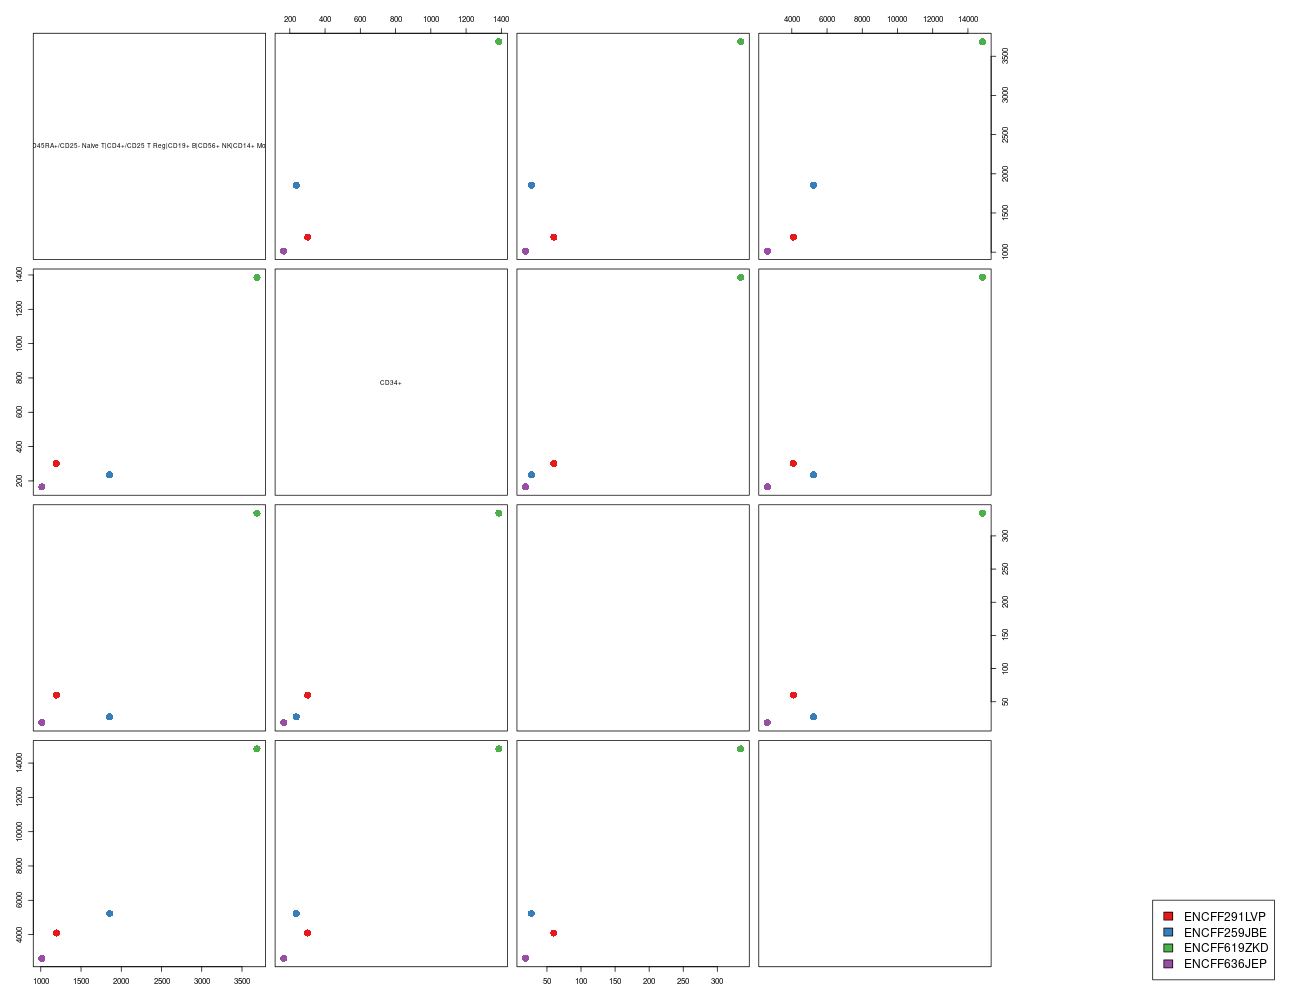 200 400 600 800 1000 1200 1400
4000 6000 8000 10000 12000 14000
D45RA+/CD25- Naive T|CD4+/CD25 T Reg|CD19+ B|CD56+ NK|CD14+ Mo
1000 1500 2000 2500 3000 3500
200 400 600 800 1000 1200 1400
CD34+
50 100 150 200 250 300
4000 6000 8000 10000 12000 14000
1000 1500 2000 2500 3000 3500
50 100 150 200 250 300
ENCFF291LVP
ENCFF259JBE
ENCFF619ZKD
ENCFF636JEP